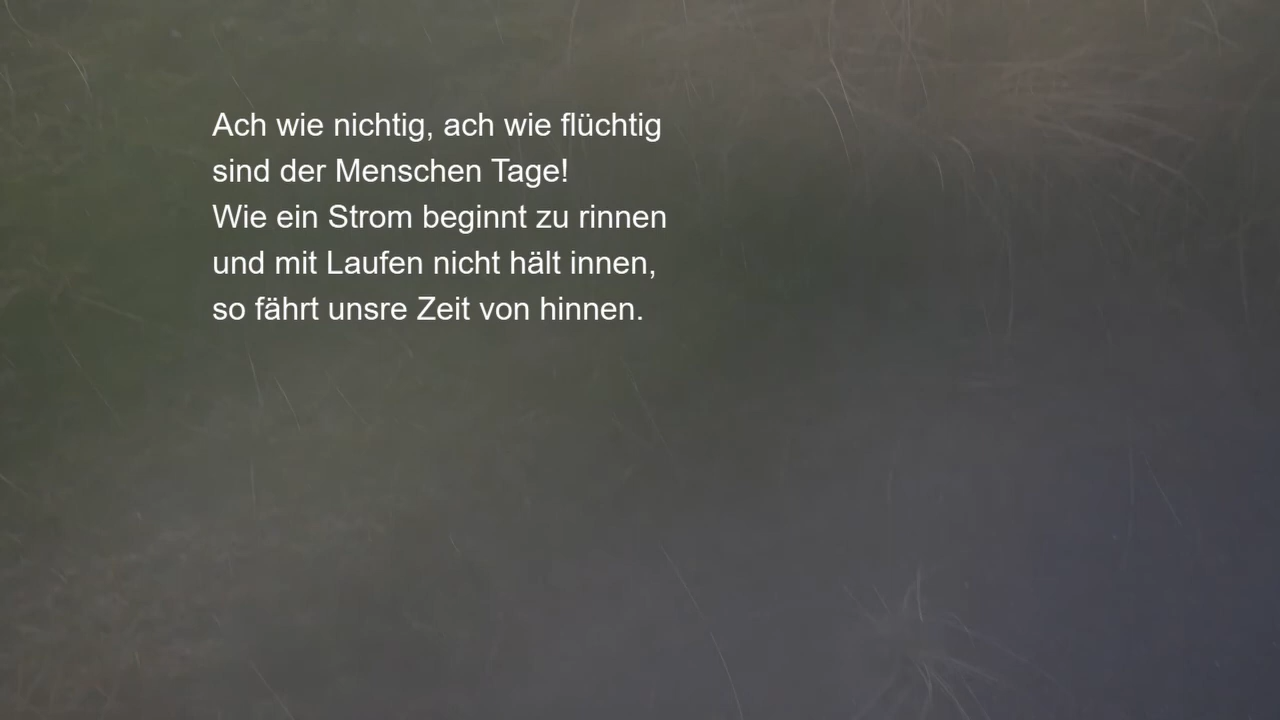 Ach wie nichtig, ach wie flüchtig
sind der Menschen Tage!
Wie ein Strom beginnt zu rinnen
und mit Laufen nicht hält innen,
so fährt unsre Zeit von hinnen.